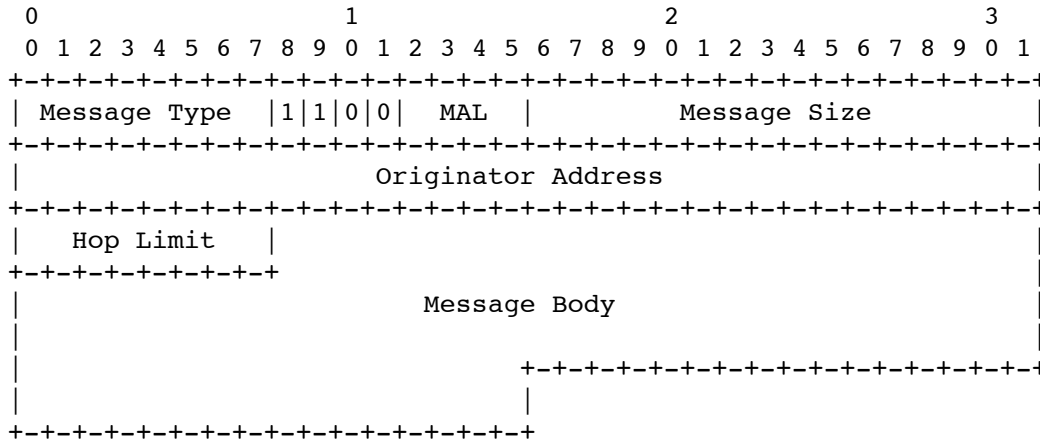 0                   1                   2                   3
 0 1 2 3 4 5 6 7 8 9 0 1 2 3 4 5 6 7 8 9 0 1 2 3 4 5 6 7 8 9 0 1
+-+-+-+-+-+-+-+-+-+-+-+-+-+-+-+-+-+-+-+-+-+-+-+-+-+-+-+-+-+-+-+-+
| Message Type  |1|1|0|0|  MAL  |         Message Size          |
+-+-+-+-+-+-+-+-+-+-+-+-+-+-+-+-+-+-+-+-+-+-+-+-+-+-+-+-+-+-+-+-+
|                      Originator Address                       |
+-+-+-+-+-+-+-+-+-+-+-+-+-+-+-+-+-+-+-+-+-+-+-+-+-+-+-+-+-+-+-+-+
|   Hop Limit   |                                               |
+-+-+-+-+-+-+-+-+                                               |
|                         Message Body                          |
|                                                               |
|                               +-+-+-+-+-+-+-+-+-+-+-+-+-+-+-+-+
|                               |
+-+-+-+-+-+-+-+-+-+-+-+-+-+-+-+-+